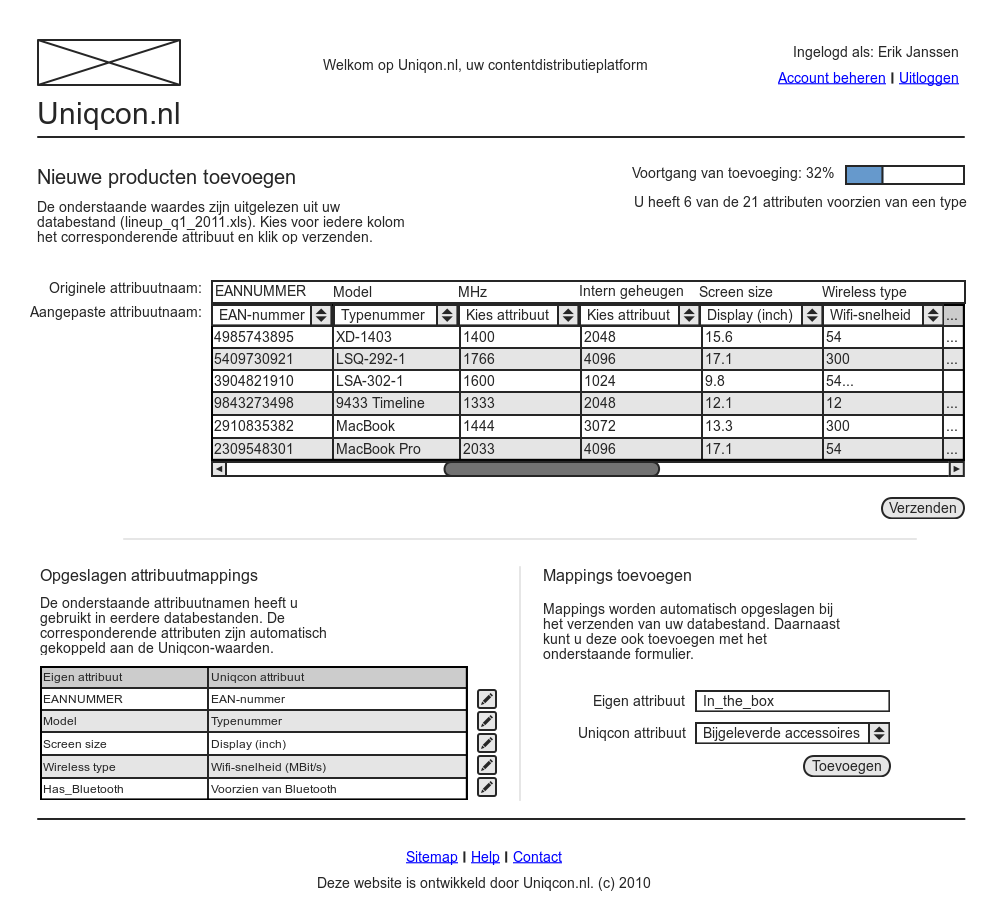 Welkom op Uniqon.nl, uw contentdistributieplatform
Ingelogd als: Erik Janssen
Account beheren | Uitloggen
Uniqcon.nl
Nieuwe producten toevoegen
De onderstaande waardes zijn uitgelezen uit uw
databestand (lineup_q1_2011.xls). Kies voor iedere kolom
het corresponderende attribuut en klik op verzenden.
Voortgang van toevoeging: 32%
U heeft 6 van de 21 attributen voorzien van een type
Originele attribuutnaam: EANNUMMER Model MHz Intern geheugen Screen size Wireless type
Aangepaste attribuutnaam: EAN-nummer Typenummer Kies attribuut Kies attribuut Display (inch) Wifi-snelheid ...
4985743895 XD-1403 1400 2048 15.6 54 ...
5409730921 LSQ-292-1 1766 4096 17.1 300 ...
3904821910 LSA-302-1 1600 1024 9.8 54...
9843273498 9433 Timeline 1333 2048 12.1 12 ...
2910835382 MacBook 1444 3072 13.3 300 ...
2309548301 MacBook Pro 2033 4096 17.1 54 ...
Verzenden
Opgeslagen attribuutmappings
De onderstaande attribuutnamen heeft u
gebruikt in eerdere databestanden. De
corresponderende attributen zijn automatisch
gekoppeld aan de Uniqcon-waarden.
Eigen attribuut Uniqcon attribuut
EANNUMMER EAN-nummer
Model Typenummer
Screen size Display (inch)
Wireless type Wifi-snelheid (MBit/s)
Has_Bluetooth Voorzien van Bluetooth
Mappings toevoegen
Mappings worden automatisch opgeslagen bij
het verzenden van uw databestand. Daarnaast
kunt u deze ook toevoegen met het
onderstaande formulier.
Eigen attribuut In_the_box
Uniqcon attribuut Bijgeleverde accessoires
Toevoegen
Sitemap | Help | Contact
Deze website is ontwikkeld door Uniqcon.nl. (c) 2010